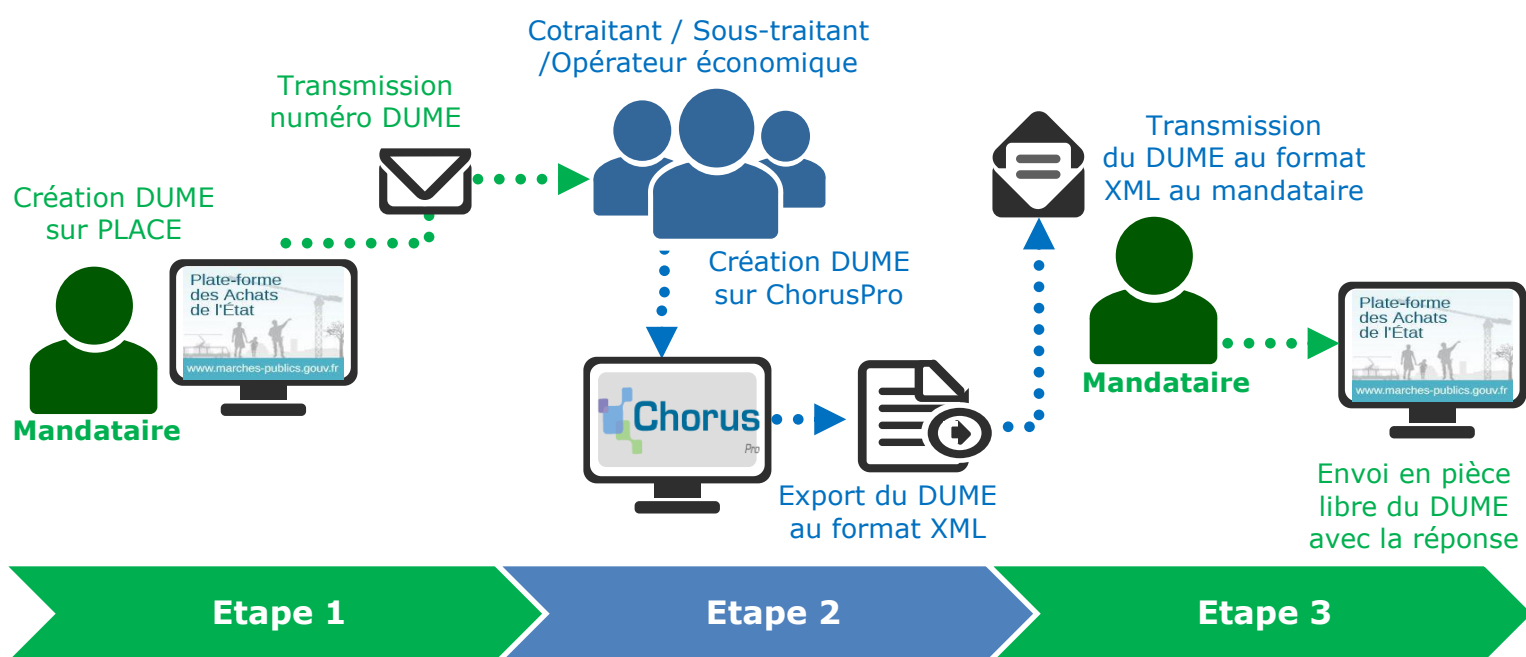 Création DUME
sur PLACE
Plate-forme
des Achats
de l'État
www.marches-publics.gouv.fr
Mandataire
Transmission
numéro DUME
Cotraitant / Sous-traitant
/Opérateur économique
Création DUME
sur ChorusPro
Chorus
Pro
Export du DUME
au format XML
Transmission
du DUME au format
XML au mandataire
Mandataire
Plate-forme
des Achats
de l'État
www.marches-publics.gouv.fr
Envoi en pièce
libre du DUME
avec la réponse
Etape 1
Etape 2
Etape 3